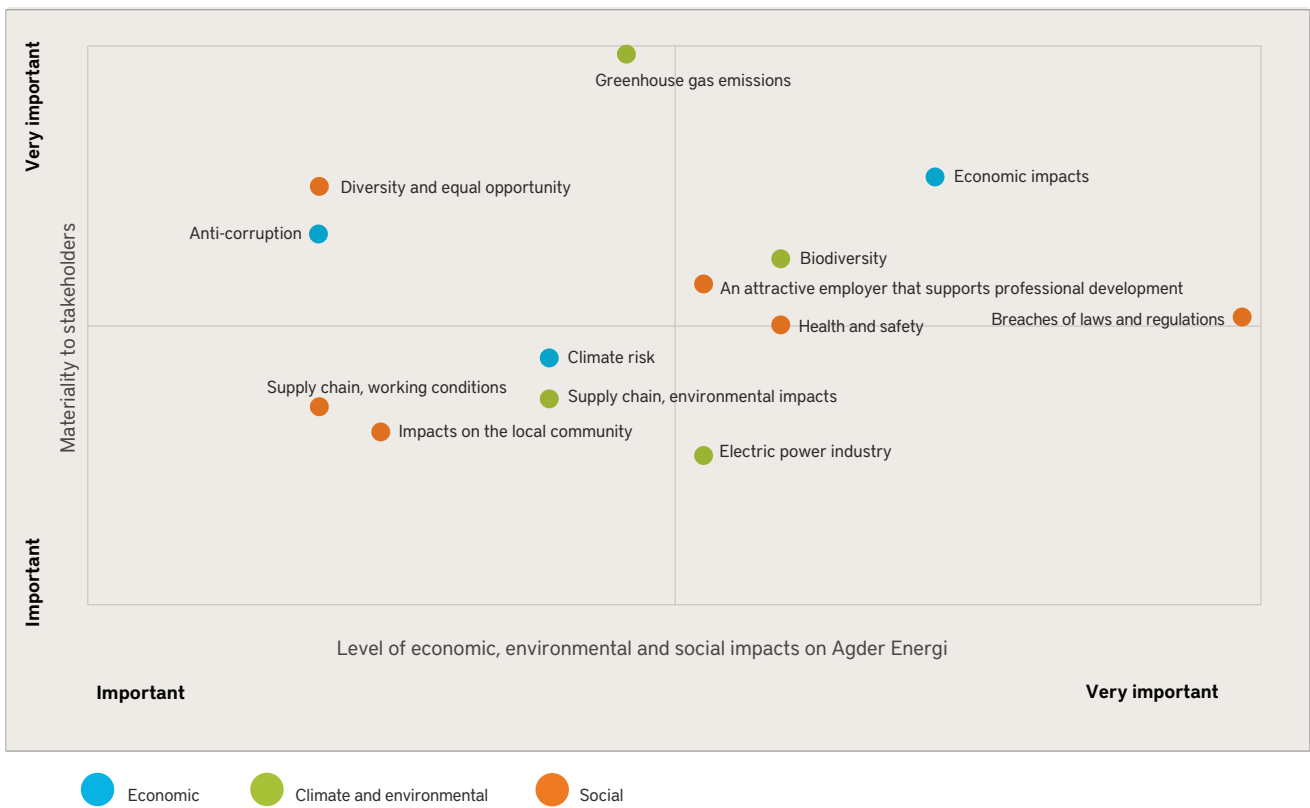 Very important
Materiality to stakeholders
Important
Greenhouse gas emissions
Economic impacts
Diversity and equal opportunity
Anti-corruption
Biodiversity
An attractive employer that supports professional development
Breaches of laws and regulations
Health and safety
Climate risk
Supply chain, working conditions
Supply chain, environmental impacts
Impacts on the local community
Electric power industry
Level of economic, environmental and social impacts on Agder Energi
Important
Very important
Economic
Climate and environmental
Social